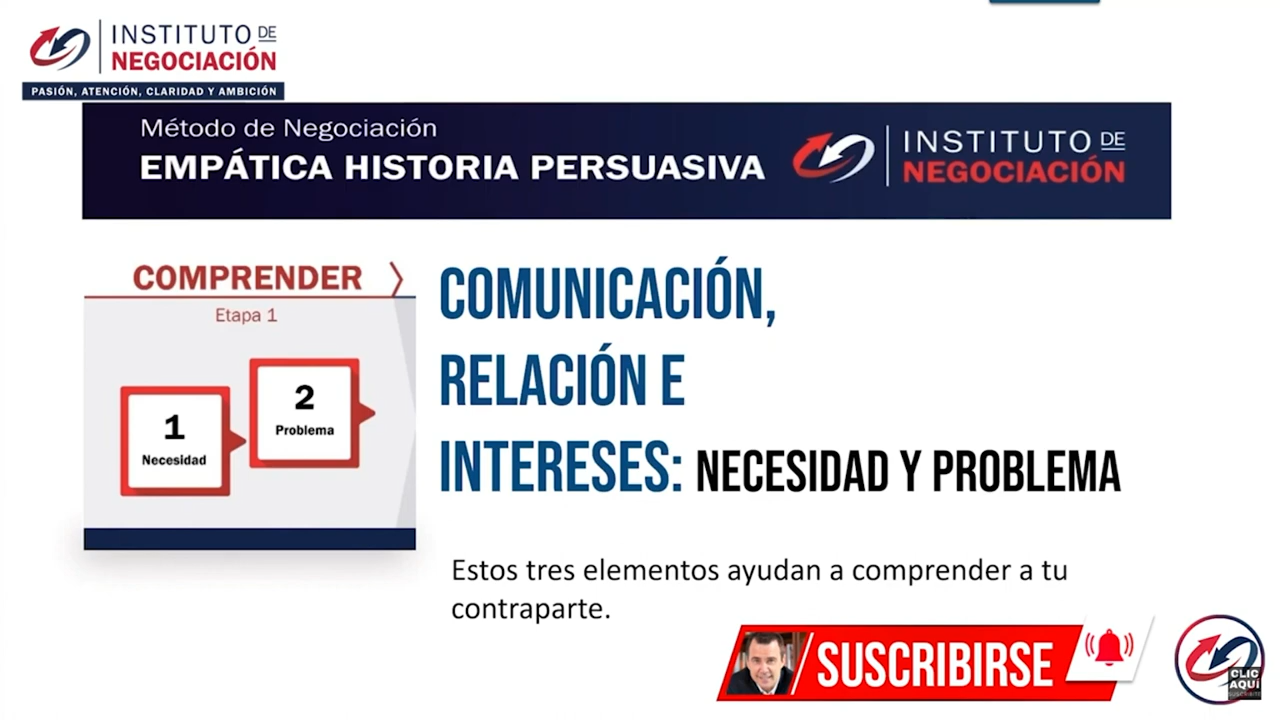 INSTITUTO DE
NEGOCIACIÓN
PASIÓN, ATENCIÓN, CLARIDAD Y AMBICIÓN
Método de Negociación
EMPÁTICA HISTORIA PERSUASIVA
INSTITUTO DE
NEGOCIACIÓN
COMPRENDER
Etapa 1
1
Necesidad
2
Problema
COMUNICACIÓN,
RELACIÓN E
INTERESES: NECESIDAD Y PROBLEMA
Estos tres elementos ayudan a comprender a tu
contraparte.
SUSCRIBIRSE
CLIC
AQUÍ
SUSCRIBITE